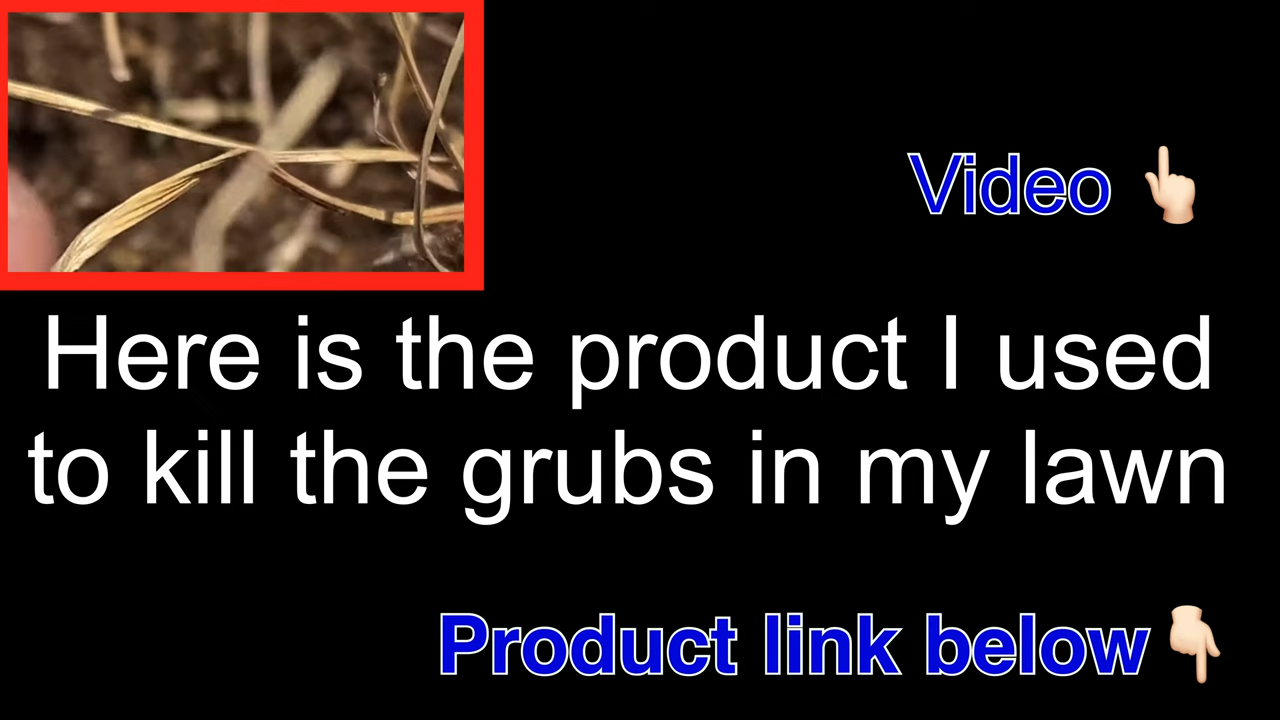 Video 👆🏻
Here is the product I used
to kill the grubs in my lawn
Product link below 👇🏻